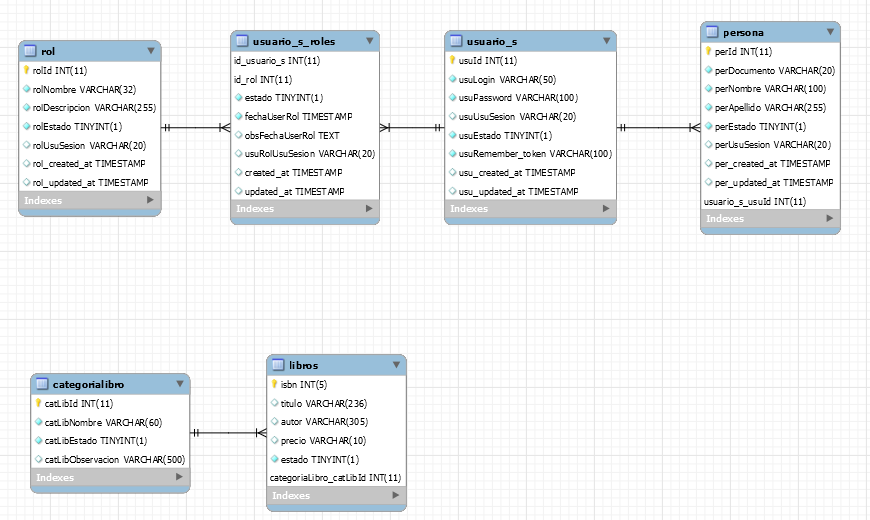 rol
rolId INT(11)
rolNombre VARCHAR(32)
rolDescripcion VARCHAR(255)
rolEstado TINYINT(1)
rolUsuSesion VARCHAR(20)
rol_created_at TIMESTAMP
rol_updated_at TIMESTAMP
Indexes
usuario_s_roles
id_usuario_s INT(11)
id_rol INT(11)
estado TINYINT(1)
fechaUserRol TIMESTAMP
obsFechaUserRol TEXT
usuRolUsuSesion VARCHAR(20)
created_at TIMESTAMP
updated_at TIMESTAMP
Indexes
usuario_s
usuId INT(11)
usuLogin VARCHAR(50)
usuPassword VARCHAR(100)
usuUsuSesion VARCHAR(20)
usuEstado TINYINT(1)
usuRemember_token VARCHAR(100)
usu_created_at TIMESTAMP
usu_updated_at TIMESTAMP
Indexes
persona
perId INT(11)
perDocumento VARCHAR(20)
perNombre VARCHAR(100)
perApellido VARCHAR(255)
perEstado TINYINT(1)
perUsuSesion VARCHAR(20)
per_created_at TIMESTAMP
per_updated_at TIMESTAMP
usuario_s_usuId INT(11)
Indexes
categorialibro
catLibId INT(11)
catLibNombre VARCHAR(60)
catLibEstado TINYINT(1)
catLibObservacion VARCHAR(500)
Indexes
libros
isbn INT(5)
titulo VARCHAR(236)
autor VARCHAR(305)
precio VARCHAR(10)
estado TINYINT(1)
categoriaLibro_catLibId INT(11)
Indexes